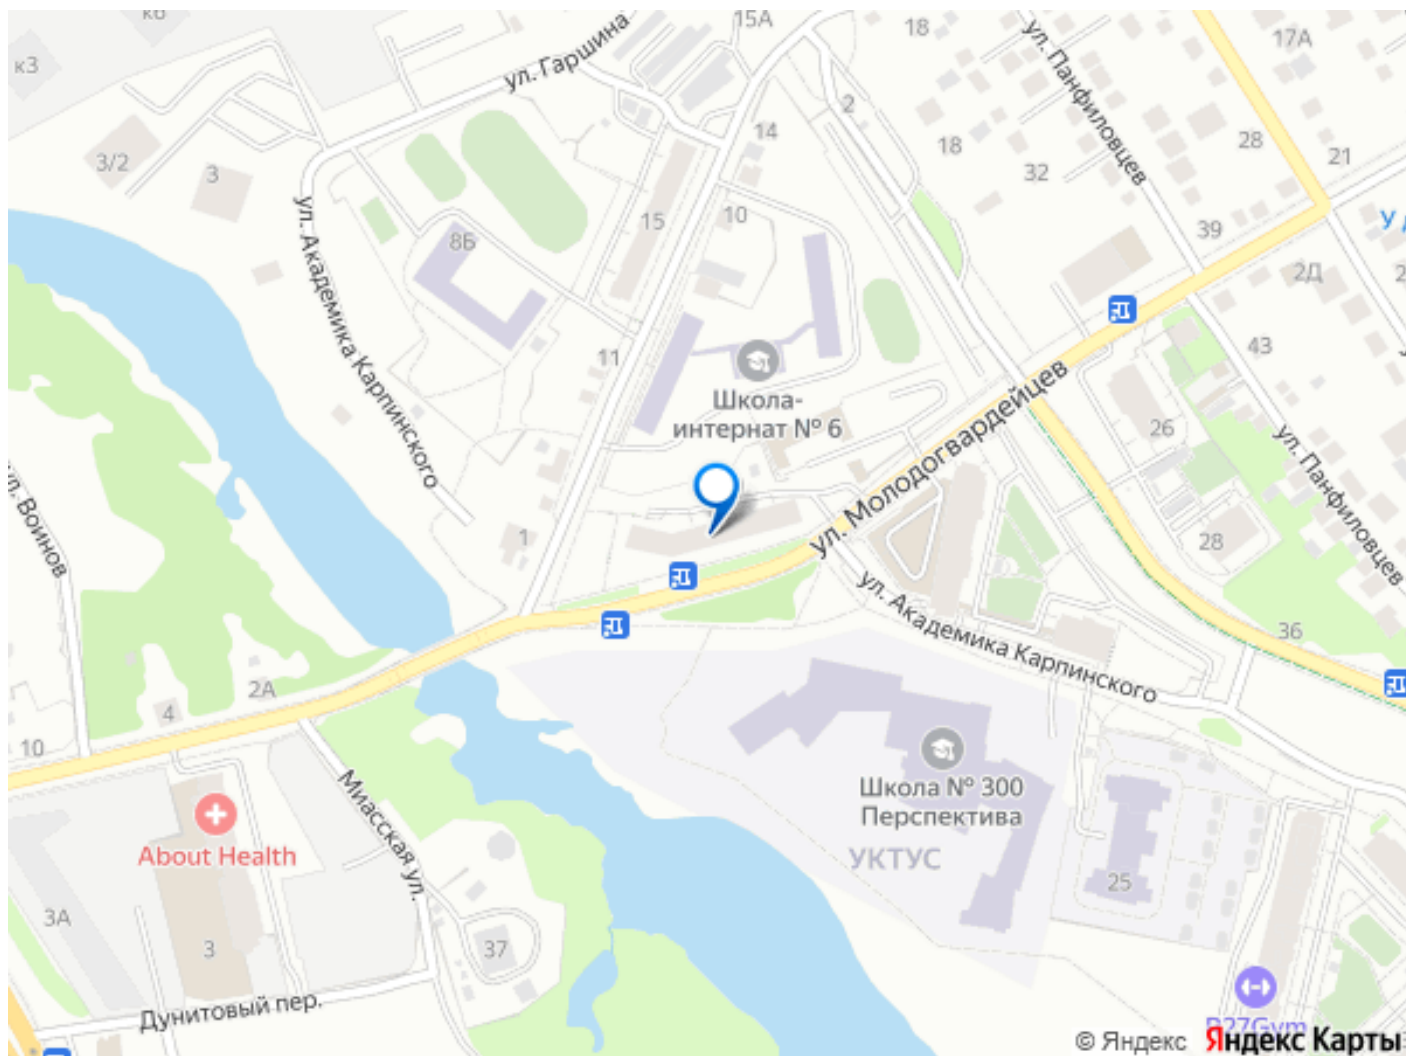 к6
15А
18
17А
к3
ул. Гаршина
ул. Панфиловцев
2
14
28
3/2
3
18
21
32
10
15
39
У
8Б
2Д
ул. Академика Карпинского
11
43
Школа-
интернат № 6
ул. Молодогвардейцев
26
ул. Панфиловцев
ул. Воинов
1
28
ул. Академика Карпинского
36
2А
4
10
Школа № 300
Перспектива
Миасская ул.
About Health
УКТУС
25
3А
3
37
Дунитовый пер.
D27Gym
© Яндекс Яндекс Карты